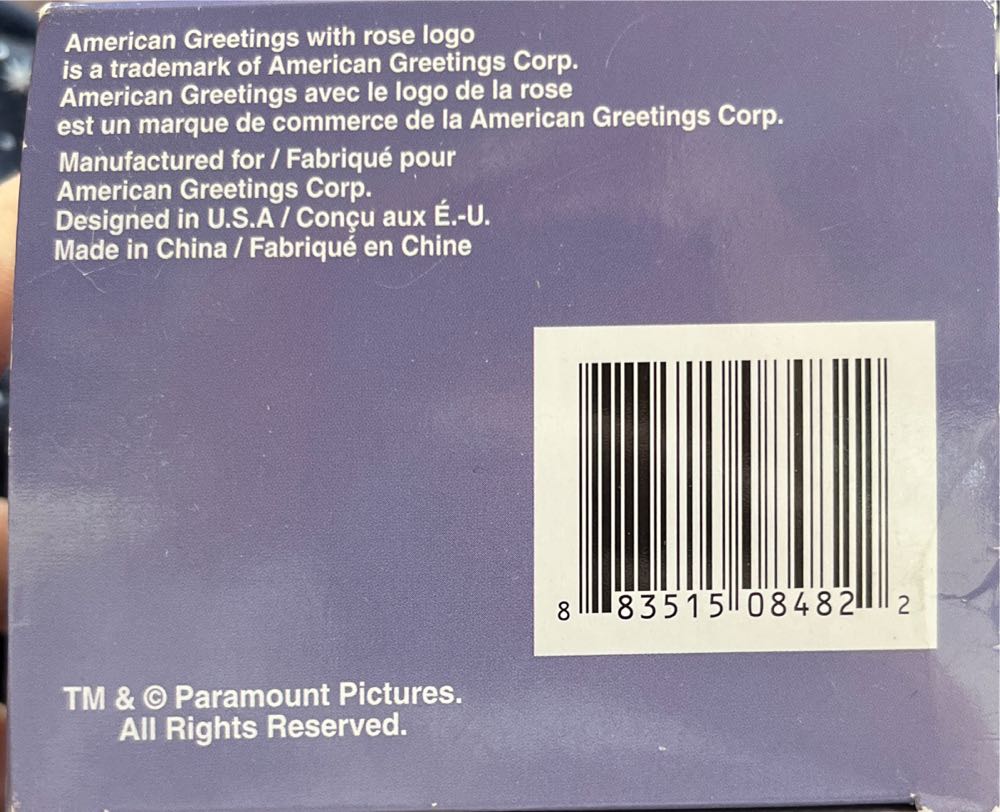 American Greetings with rose logo
is a trademark of American Greetings Corp.
American Greetings avec le logo de la rose
est un marque de commerce de la American Greetings Corp.
Manufactured for / Fabriqué pour
American Greetings Corp.
Designed in U.S.A / Conçu aux É.-U.
Made in China / Fabriqué en Chine
8 83515 08482 2
TM & © Paramount Pictures.
All Rights Reserved.